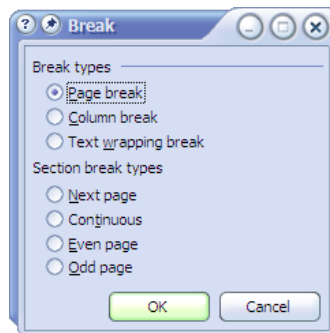 ? Break
Break types
Page break
Column break
Text wrapping break
Section break types
Next page
Continuous
Even page
Odd page
OK Cancel